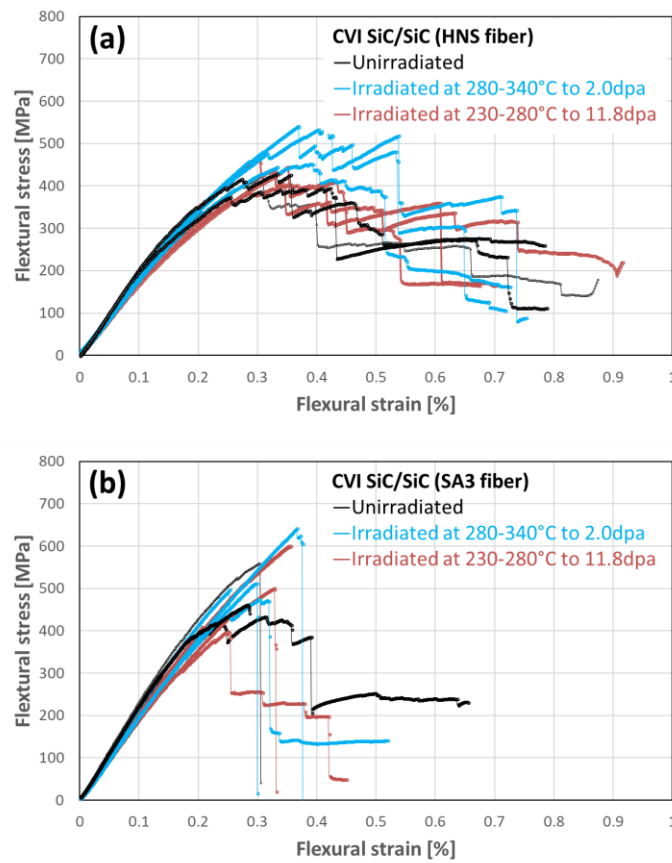 (a)
CVI SiC/SiC (HNS fiber)
Unirradiated
Irradiated at 280-340°C to 2.0dpa
Irradiated at 230-280°C to 11.8dpa
Flextural stress [MPa]
800
700
600
500
400
300
200
100
0
0 0.1 0.2 0.3 0.4 0.5 0.6 0.7 0.8 0.9 1
Flexural strain [%]
(b)
CVI SiC/SiC (SA3 fiber)
Unirradiated
Irradiated at 280-340°C to 2.0dpa
Irradiated at 230-280°C to 11.8dpa
Flextural stress [MPa]
800
700
600
500
400
300
200
100
0
0 0.1 0.2 0.3 0.4 0.5 0.6 0.7 0.8 0.9 1
Flexural strain [%]